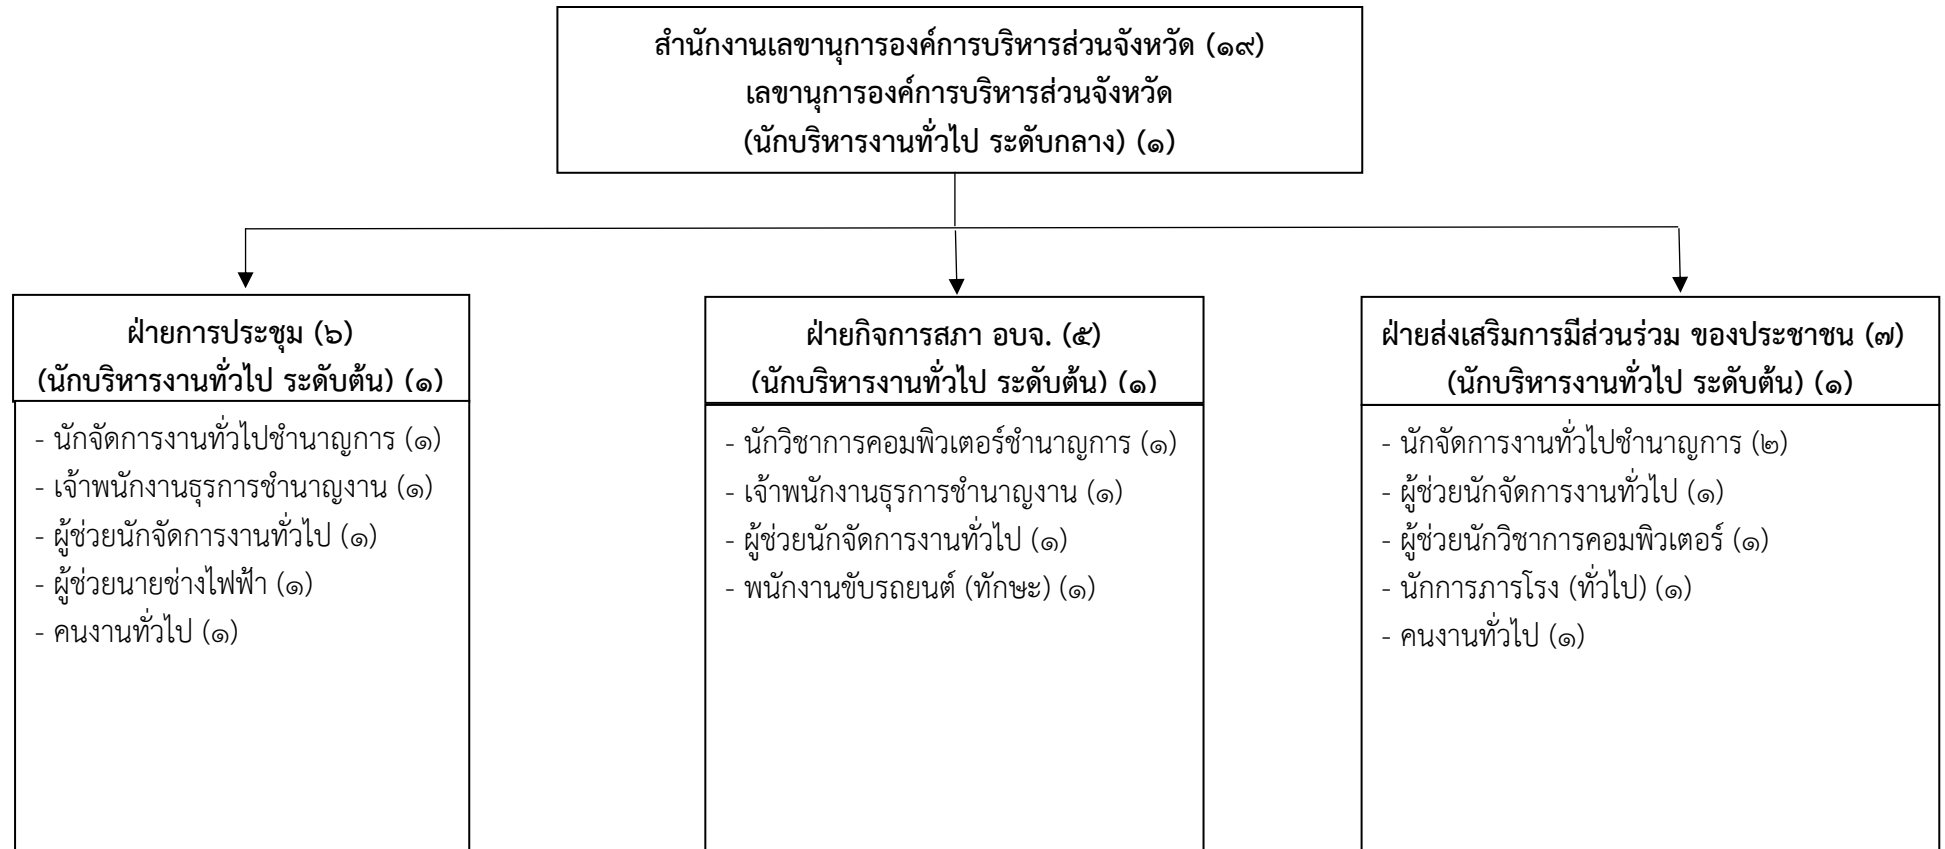 สำนักงานเลขานุการองค์การบริหารส่วนจังหวัด (๑๙)
เลขานุการองค์การบริหารส่วนจังหวัด
(นักบริหารงานทั่วไป ระดับกลาง) (๑)
ฝ่ายการประชุม (๖)
(นักบริหารงานทั่วไป ระดับต้น) (๑)
- นักจัดการงานทั่วไปชำนาญการ (๑)
- เจ้าพนักงานธุรการชำนาญงาน (๑)
- ผู้ช่วยนักจัดการงานทั่วไป (๑)
- ผู้ช่วยนายช่างไฟฟ้า (๑)
- คนงานทั่วไป (๑)
ฝ่ายกิจการสภา อบจ. (๕)
(นักบริหารงานทั่วไป ระดับต้น) (๑)
- นักวิชาการคอมพิวเตอร์ชำนาญการ (๑)
- เจ้าพนักงานธุรการชำนาญงาน (๑)
- ผู้ช่วยนักจัดการงานทั่วไป (๑)
- พนักงานขับรถยนต์ (ทักษะ) (๑)
ฝ่ายส่งเสริมการมีส่วนร่วม ของประชาชน (๗)
(นักบริหารงานทั่วไป ระดับต้น) (๑)
- นักจัดการงานทั่วไปชำนาญการ (๒)
- ผู้ช่วยนักจัดการงานทั่วไป (๑)
- ผู้ช่วยนักวิชาการคอมพิวเตอร์ (๑)
- นักการภารโรง (ทั่วไป) (๑)
- คนงานทั่วไป (๑)